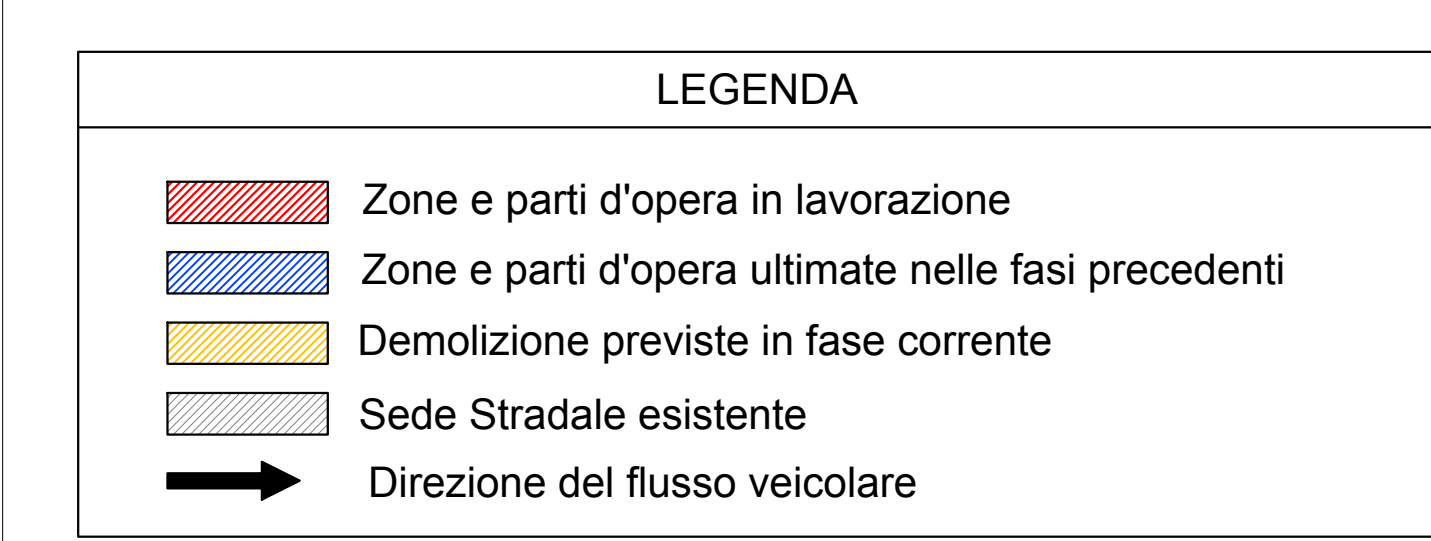 LEGENDA
Zone e parti d'opera in lavorazione
Zone e parti d'opera ultimate nelle fasi precedenti
Demolizione previste in fase corrente
Sede Stradale esistente
Direzione del flusso veicolare